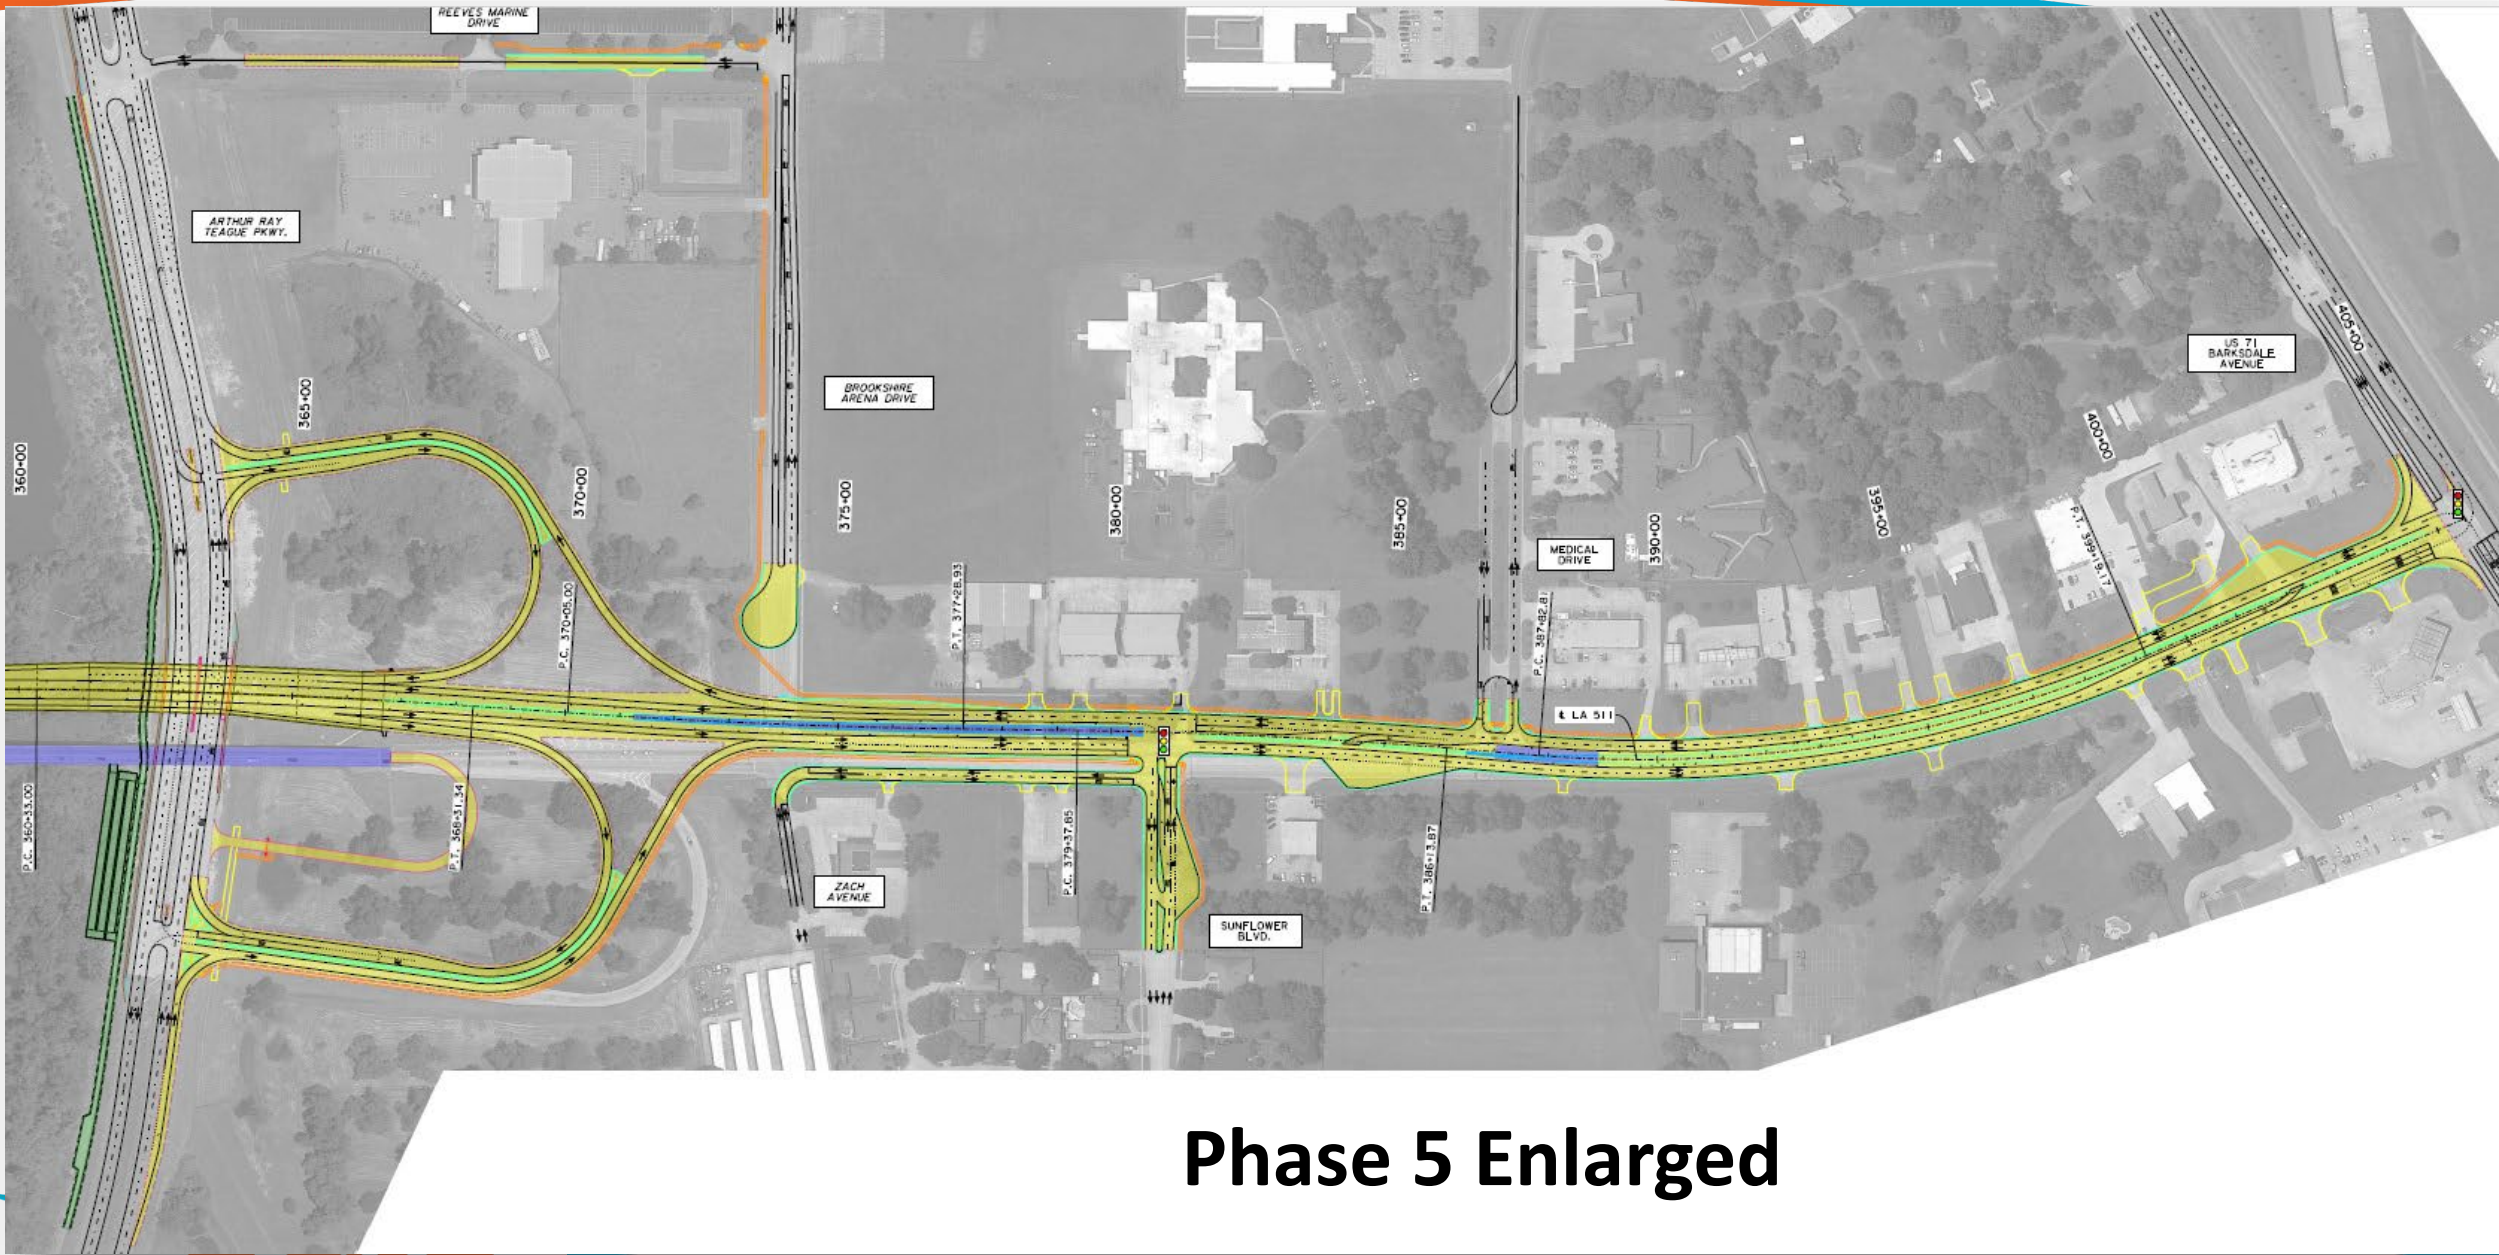 REEVES MARINE
DRIVE
ARTHUR RAY
TEAGUE PKWY.
BROOKSHIRE
ARENA DRIVE
US 71
BARKSDALE
AVENUE
MEDICAL
DRIVE
℄ LA 511
ZACH
AVENUE
SUNFLOWER
BLVD.
360+00
365+00
370+00
375+00
380+00
385+00
390+00
395+00
400+00
405+00
P.C. 360+33.00
P.T. 368+31.34
P.C. 370+05.00
P.T. 377+28.93
P.C. 379+37.85
P.T. 386+13.87
P.C. 387+82.81
P.T. 399+19.17
Phase 5 Enlarged